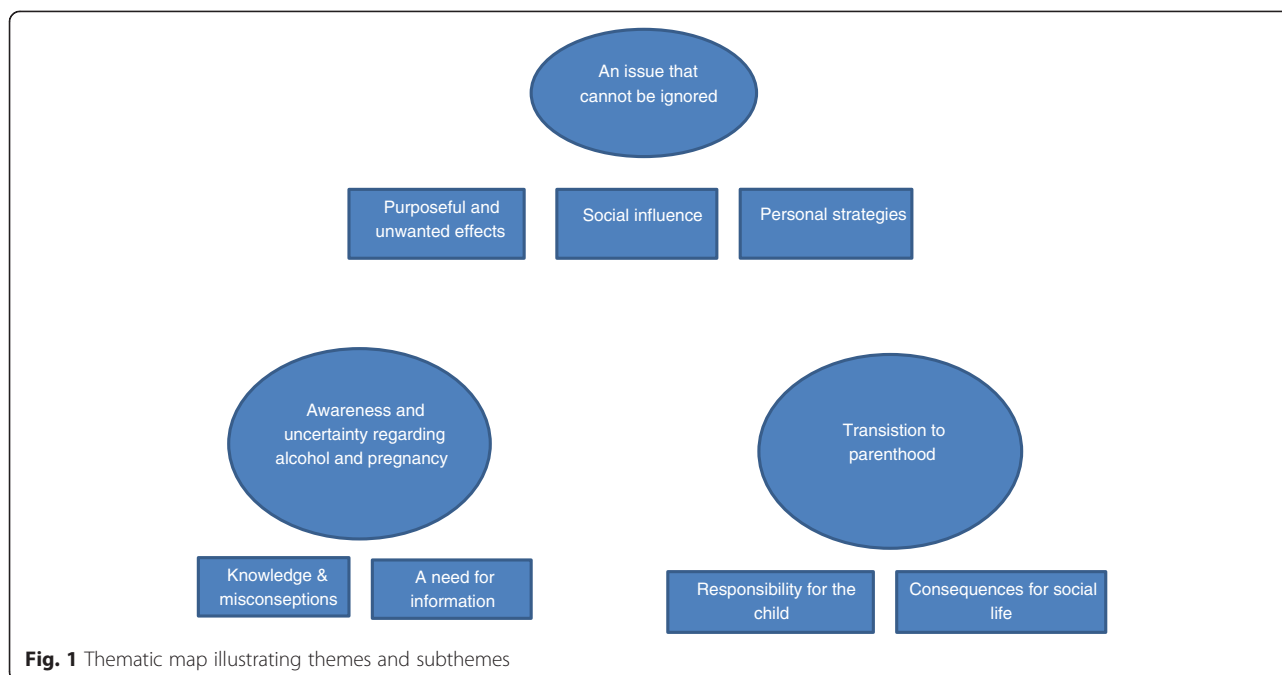 An issue that
cannot be ignored
Purposeful and
unwanted effects
Social influence
Personal strategies
Awareness and
uncertainty regarding
alcohol and pregnancy
Transistion to
parenthood
Knowledge &
misconseptions
A need for
information
Responsibility for the
child
Consequences for social
life
Fig. 1 Thematic map illustrating themes and subthemes